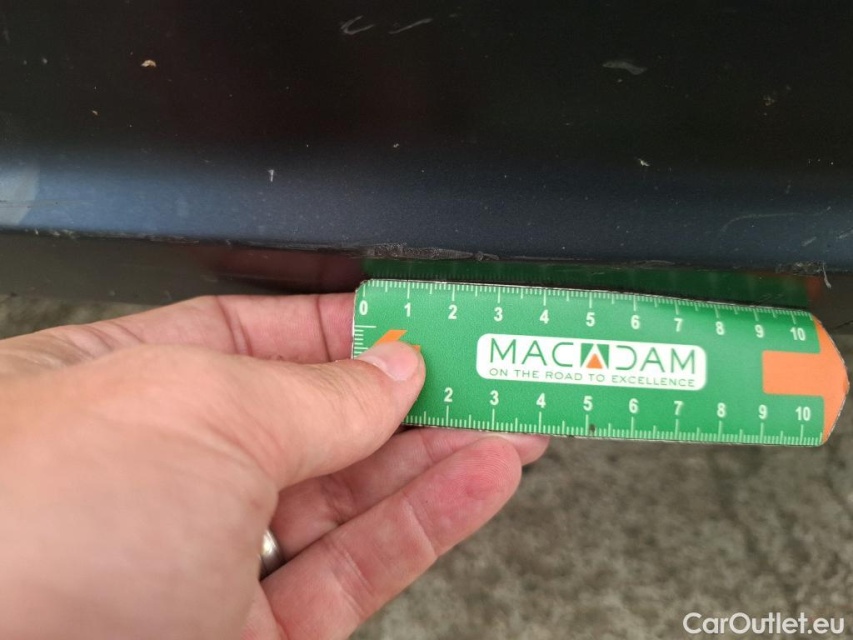 0 1 2 3 4 5 6 7 8 9 10
MACADAM
ON THE ROAD TO EXCELLENCE
2 3 4 5 6 7 8 9 10
CarOutlet.eu